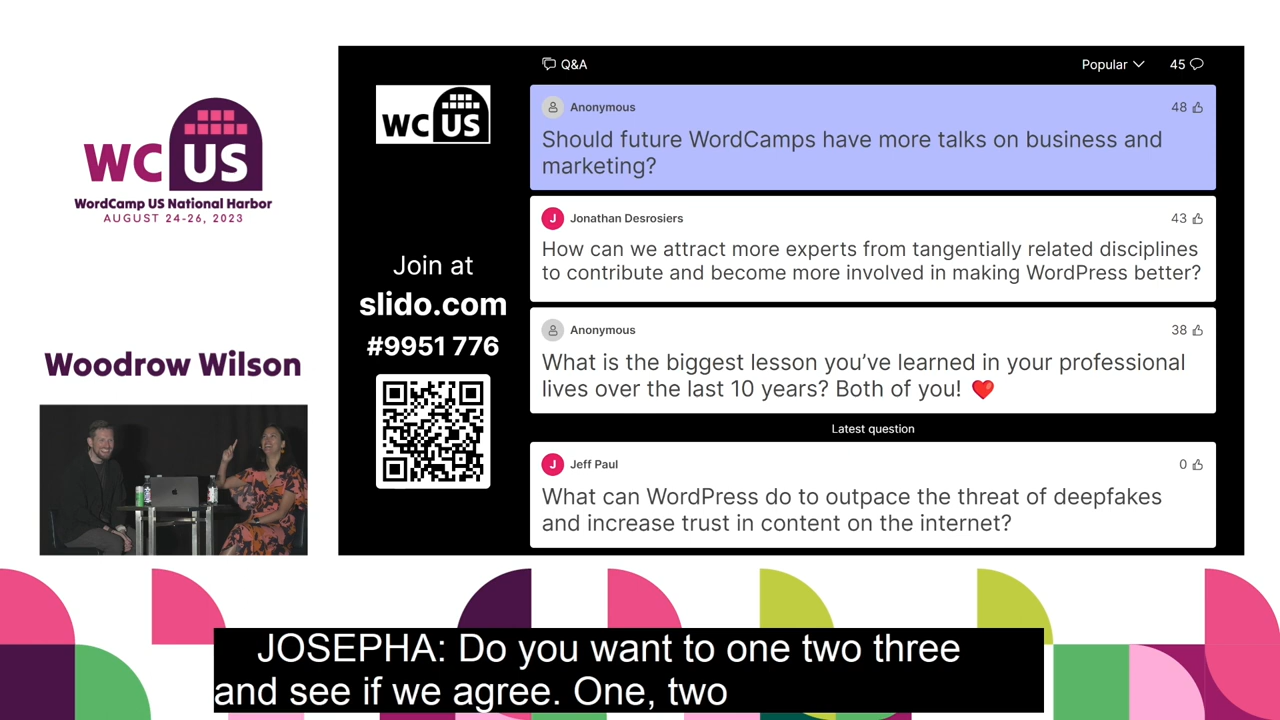 WC US
WordCamp US National Harbor
AUGUST 24-26, 2023
Woodrow Wilson
WC US
Join at
slido.com
#9951 776
Q&A
Popular
45
Anonymous
48
Should future WordCamps have more talks on business and
marketing?
J
Jonathan Desrosiers
43
How can we attract more experts from tangentially related disciplines
to contribute and become more involved in making WordPress better?
Anonymous
38
What is the biggest lesson you’ve learned in your professional
lives over the last 10 years? Both of you! ❤️
Latest question
J
Jeff Paul
0
What can WordPress do to outpace the threat of deepfakes
and increase trust in content on the internet?
JOSEPHA: Do you want to one two three
and see if we agree. One, two